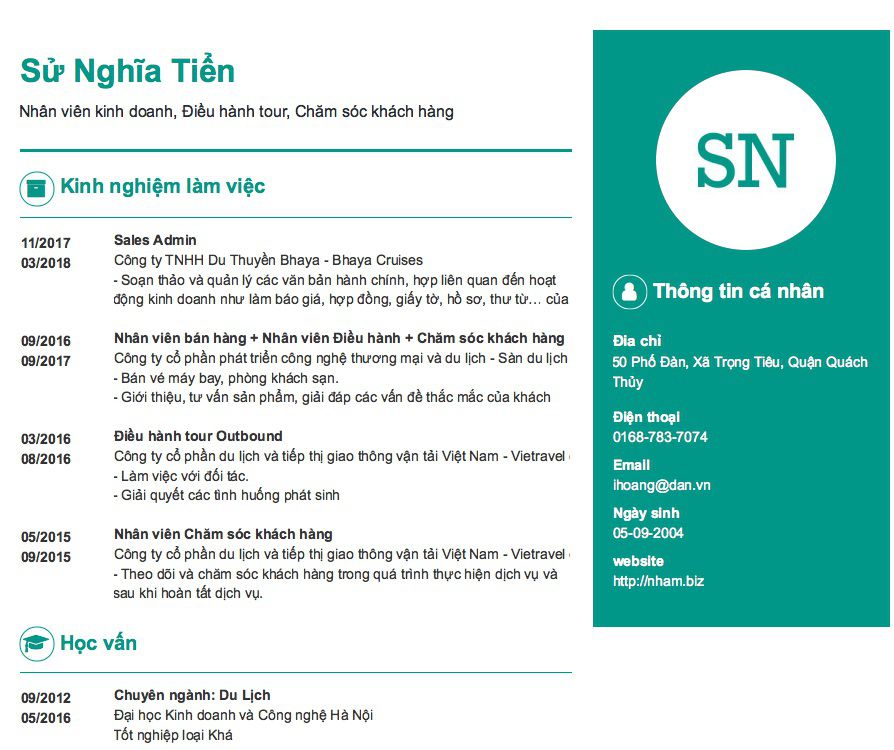 Sử Nghĩa Tiển
Nhân viên kinh doanh, Điều hành tour, Chăm sóc khách hàng
Kinh nghiệm làm việc
11/2017
03/2018
Sales Admin
Công ty TNHH Du Thuyền Bhaya - Bhaya Cruises
- Soạn thảo và quản lý các văn bản hành chính, hợp liên quan đến hoạt
động kinh doanh như làm báo giá, hợp đồng, giấy tờ, hồ sơ, thư từ… của
09/2016
09/2017
Nhân viên bán hàng + Nhân viên Điều hành + Chăm sóc khách hàng
Công ty cổ phần phát triển công nghệ thương mại và du lịch - Sàn du lịch
- Bán vé máy bay, phòng khách sạn.
- Giới thiệu, tư vấn sản phẩm, giải đáp các vấn đề thắc mắc của khách
03/2016
08/2016
Điều hành tour Outbound
Công ty cổ phần du lịch và tiếp thị giao thông vận tải Việt Nam - Vietravel
- Làm việc với đối tác.
- Giải quyết các tình huống phát sinh
05/2015
09/2015
Nhân viên Chăm sóc khách hàng
Công ty cổ phần du lịch và tiếp thị giao thông vận tải Việt Nam - Vietravel
- Theo dõi và chăm sóc khách hàng trong quá trình thực hiện dịch vụ và
sau khi hoàn tất dịch vụ.
Học vấn
09/2012
05/2016
Chuyên ngành: Du Lịch
Đại học Kinh doanh và Công nghệ Hà Nội
Tốt nghiệp loại Khá
SN
Thông tin cá nhân
Địa chỉ
50 Phố Đàn, Xã Trọng Tiêu, Quận Quách
Thủy
Điện thoại
0168-783-7074
Email
ihoang@dan.vn
Ngày sinh
05-09-2004
website
http://nham.biz